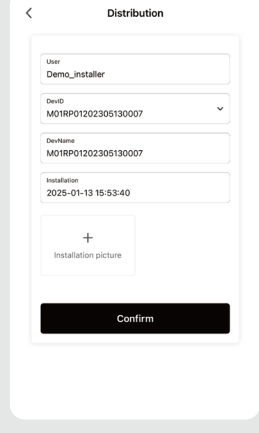 Distribution
User
Demo_installer
DevID
M01RP01202305130007
DevName
M01RP01202305130007
Installation
2025-01-13 15:53:40
Installation picture
Confirm